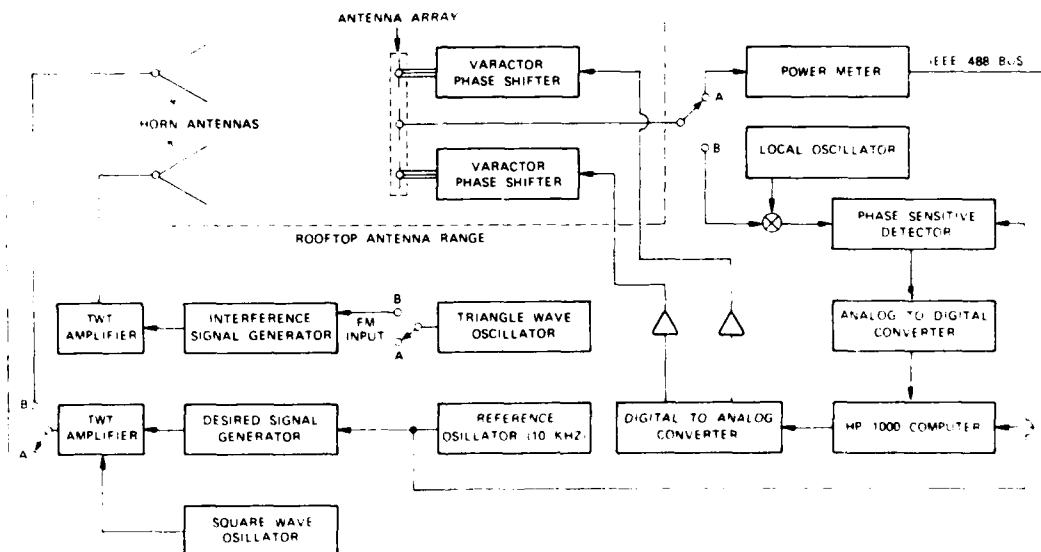 ANTENNA ARRAY
VARACTOR
PHASE SHIFTER
POWER METER
IEEE 488 BUS
A
HORN ANTENNAS
B
LOCAL OSCILLATOR
VARACTOR
PHASE SHIFTER
PHASE SENSITIVE
DETECTOR
ROOFTOP ANTENNA RANGE
TWT
AMPLIFIER
INTERFERENCE
SIGNAL GENERATOR
B
FM
INPUT
A
TRIANGLE WAVE
OSCILLATOR
ANALOG TO DIGITAL
CONVERTER
B
A
TWT
AMPLIFIER
DESIRED SIGNAL
GENERATOR
REFERENCE
OSILLATOR (10 KHZ)
DIGITAL TO ANALOG
CONVERTER
HP 1000 COMPUTER
SQUARE WAVE
OSILLATOR